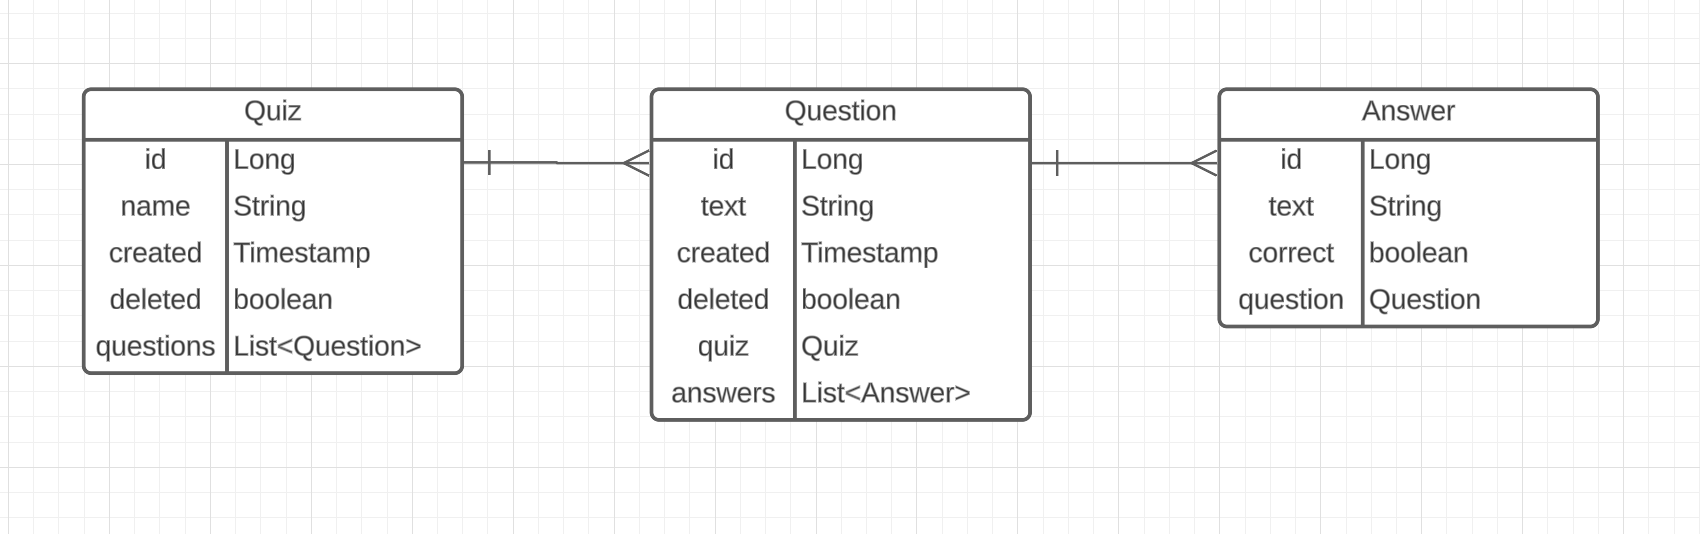 Quiz
id Long
name String
created Timestamp
deleted boolean
questions List<Question>
Question
id Long
text String
created Timestamp
deleted boolean
quiz Quiz
answers List<Answer>
Answer
id Long
text String
correct boolean
question Question